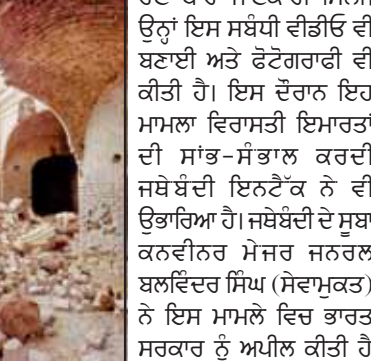 ਉਨ੍ਹਾਂ ਇਸ ਸਬੰਧੀ ਵੀਡੀਓ ਵੀ
ਬਣਾਈ ਅਤੇ ਫੋਟੋਗਰਾਫੀ ਵੀ
ਕੀਤੀ ਹੈ। ਇਸ ਦੌਰਾਨ ਇਹ
ਮਾਮਲਾ ਵਿਰਾਸਤੀ ਇਮਾਰਤਾਂ
ਦੀ ਸਾਂਭ-ਸੰਭਾਲ ਕਰਦੀ
ਜਥੇਬੰਦੀ ਇਨਟੈੱਕ ਨੇ ਵੀ
ਉਭਾਰਿਆ ਹੈ। ਜਥੇਬੰਦੀ ਦੇ ਸੂਬਾ
ਕਨਵੀਨਰ ਮੇਜਰ ਜਨਰਲ
ਬਲਵਿੰਦਰ ਸਿੰਘ (ਸੇਵਾਮੁਕਤ)
ਨੇ ਇਸ ਮਾਮਲੇ ਵਿਚ ਭਾਰਤ
ਸਰਕਾਰ ਨੂੰ ਅਪੀਲ ਕੀਤੀ ਹੈ